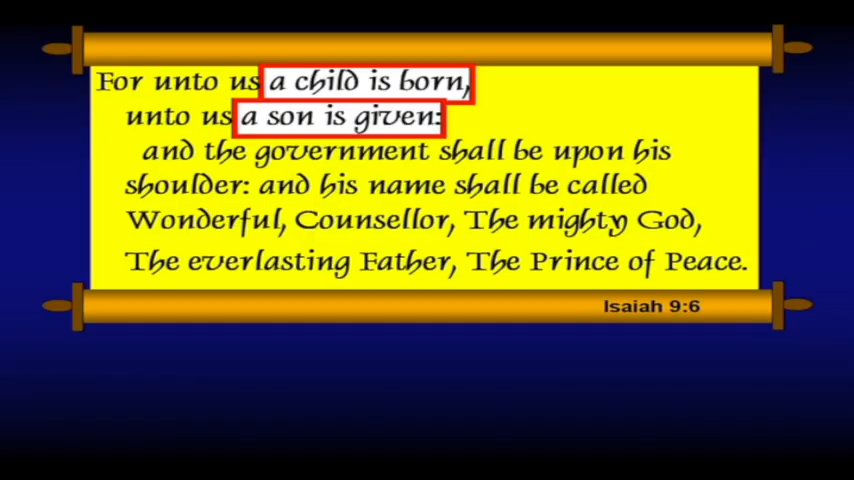 For unto us a child is born,
unto us a son is given:
and the government shall be upon his
shoulder: and his name shall be called
Wonderful, Counsellor, The mighty God,
The everlasting Father, The Prince of Peace.
Isaiah 9:6